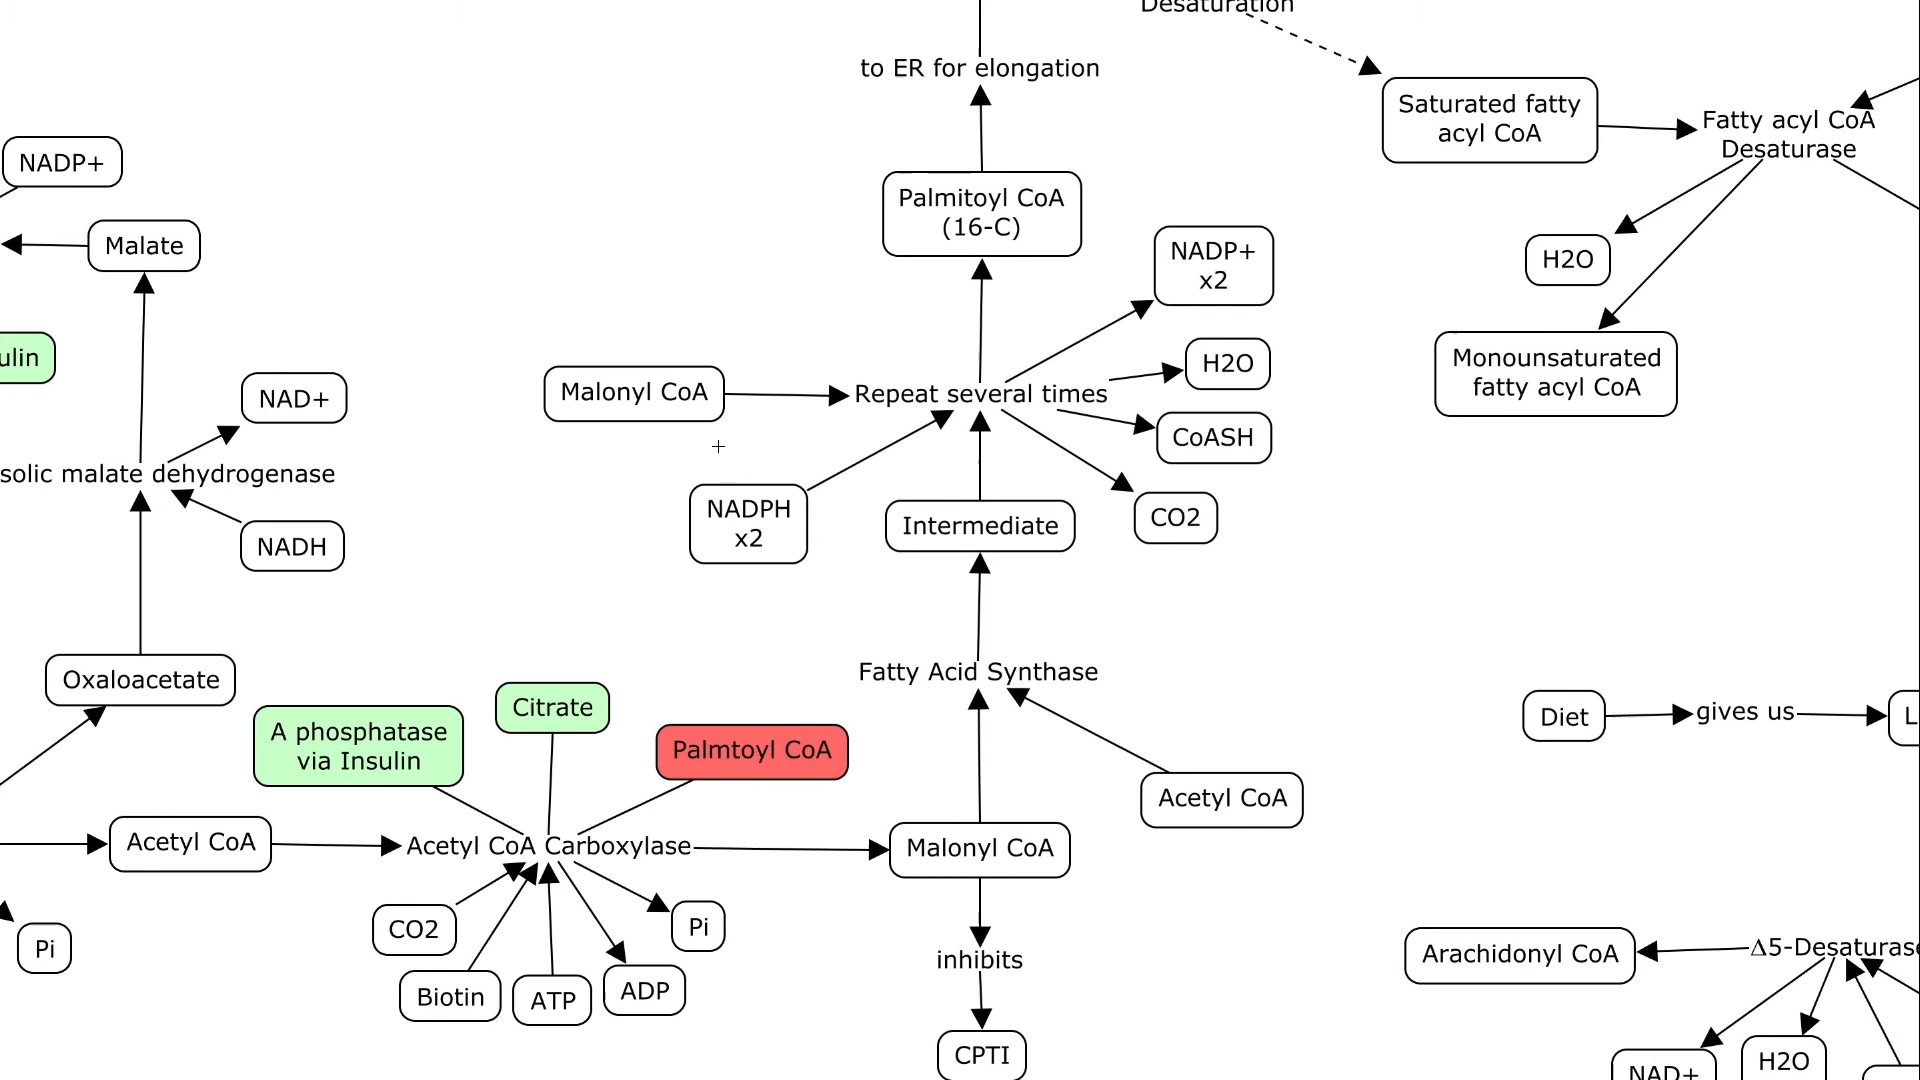 Desaturation
to ER for elongation
Saturated fatty
acyl CoA
Fatty acyl CoA
Desaturase
NADP+
Malate
Palmitoyl CoA
(16-C)
NADP+
x2
H2O
ulin
NAD+
Malonyl CoA
Repeat several times
H2O
Monounsaturated
fatty acyl CoA
CoASH
solic malate dehydrogenase
NADH
NADPH
x2
Intermediate
CO2
Oxaloacetate
Fatty Acid Synthase
A phosphatase
via Insulin
Citrate
Palmtoyl CoA
Diet
gives us
L
Acetyl CoA
Acetyl CoA
Acetyl CoA Carboxylase
Malonyl CoA
CO2
Pi
Pi
Biotin
ATP
ADP
inhibits
Arachidonyl CoA
Δ5-Desaturase
CPTI
NAD+
H2O